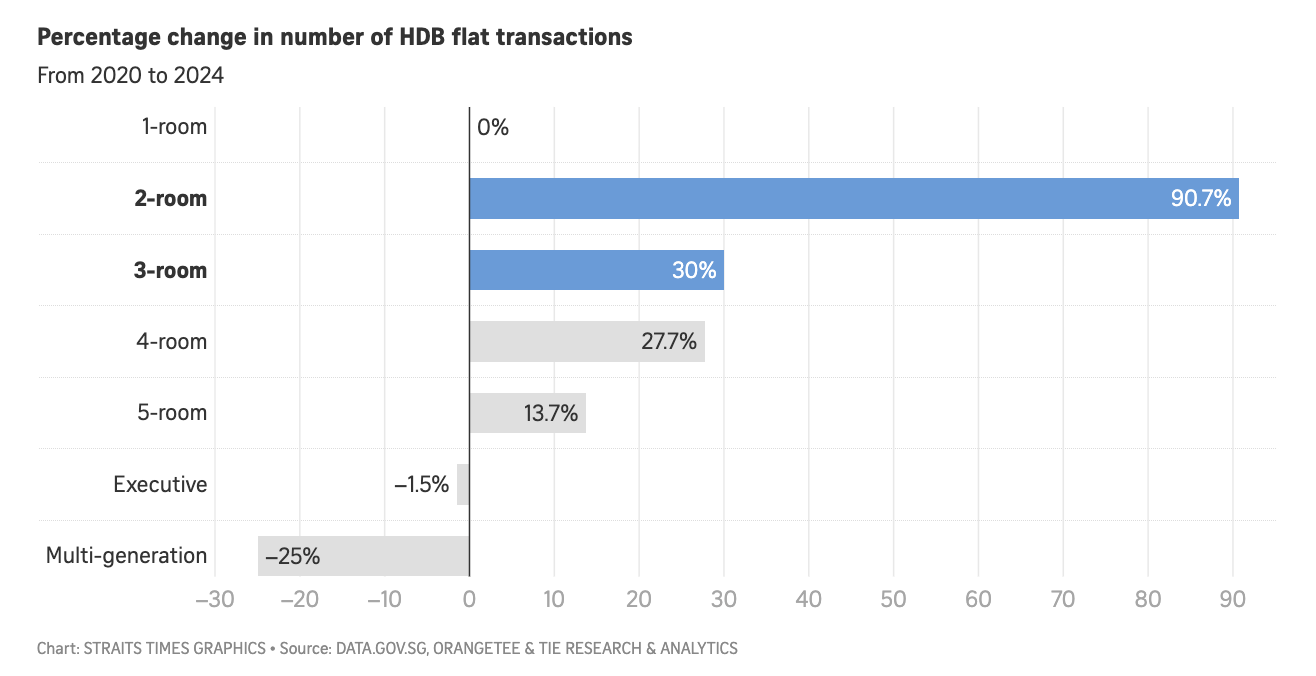 Percentage change in number of HDB flat transactions
From 2020 to 2024
1-room 0%
2-room 90.7%
3-room 30%
4-room 27.7%
5-room 13.7%
Executive –1.5%
Multi-generation –25%
–30 –20 –10 0 10 20 30 40 50 60 70 80 90
Chart: STRAITS TIMES GRAPHICS • Source: DATA.GOV.SG, ORANGETEE & TIE RESEARCH & ANALYTICS